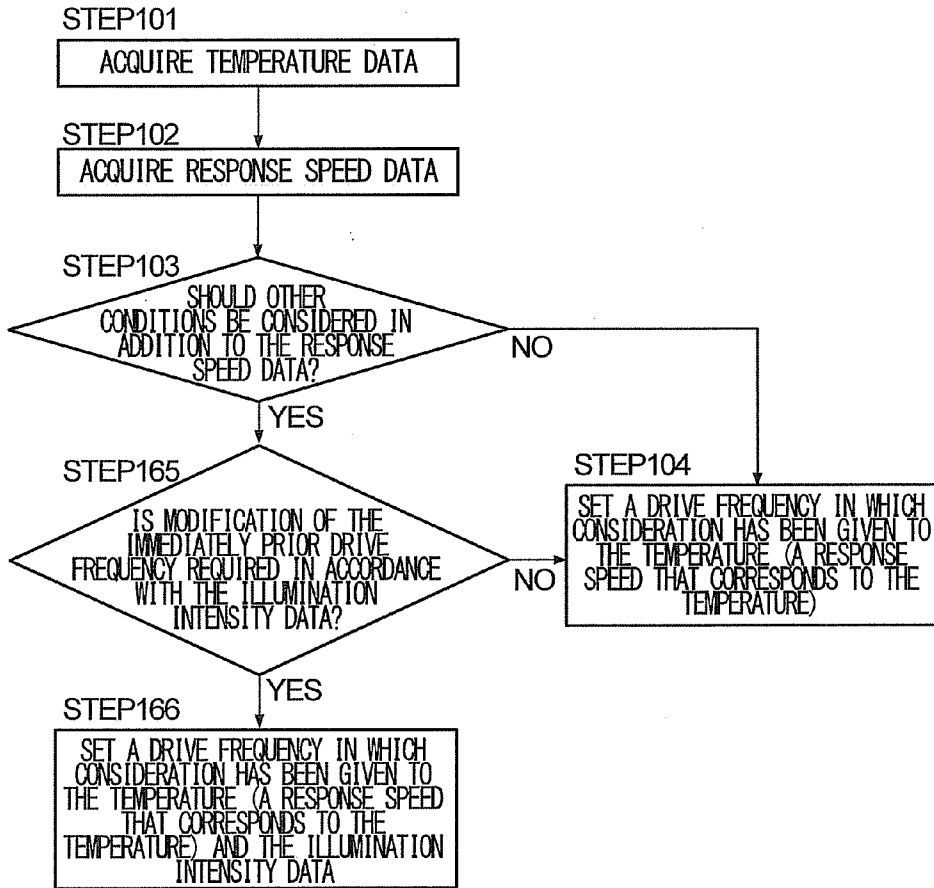 STEP101
ACQUIRE TEMPERATURE DATA
STEP102
ACQUIRE RESPONSE SPEED DATA
STEP103
SHOULD OTHER
CONDITIONS BE CONSIDERED IN
ADDITION TO THE RESPONSE
SPEED DATA?
NO
YES
STEP165
IS MODIFICATION OF THE
IMMEDIATELY PRIOR DRIVE
FREQUENCY REQUIRED IN ACCORDANCE
WITH THE ILLUMINATION
INTENSITY DATA?
NO
YES
STEP104
SET A DRIVE FREQUENCY IN WHICH
CONSIDERATION HAS BEEN GIVEN TO
THE TEMPERATURE (A RESPONSE
SPEED THAT CORRESPONDS TO THE
TEMPERATURE)
STEP166
SET A DRIVE FREQUENCY IN WHICH
CONSIDERATION HAS BEEN GIVEN TO
THE TEMPERATURE (A RESPONSE SPEED
THAT CORRESPONDS TO THE
TEMPERATURE) AND THE ILLUMINATION
INTENSITY DATA